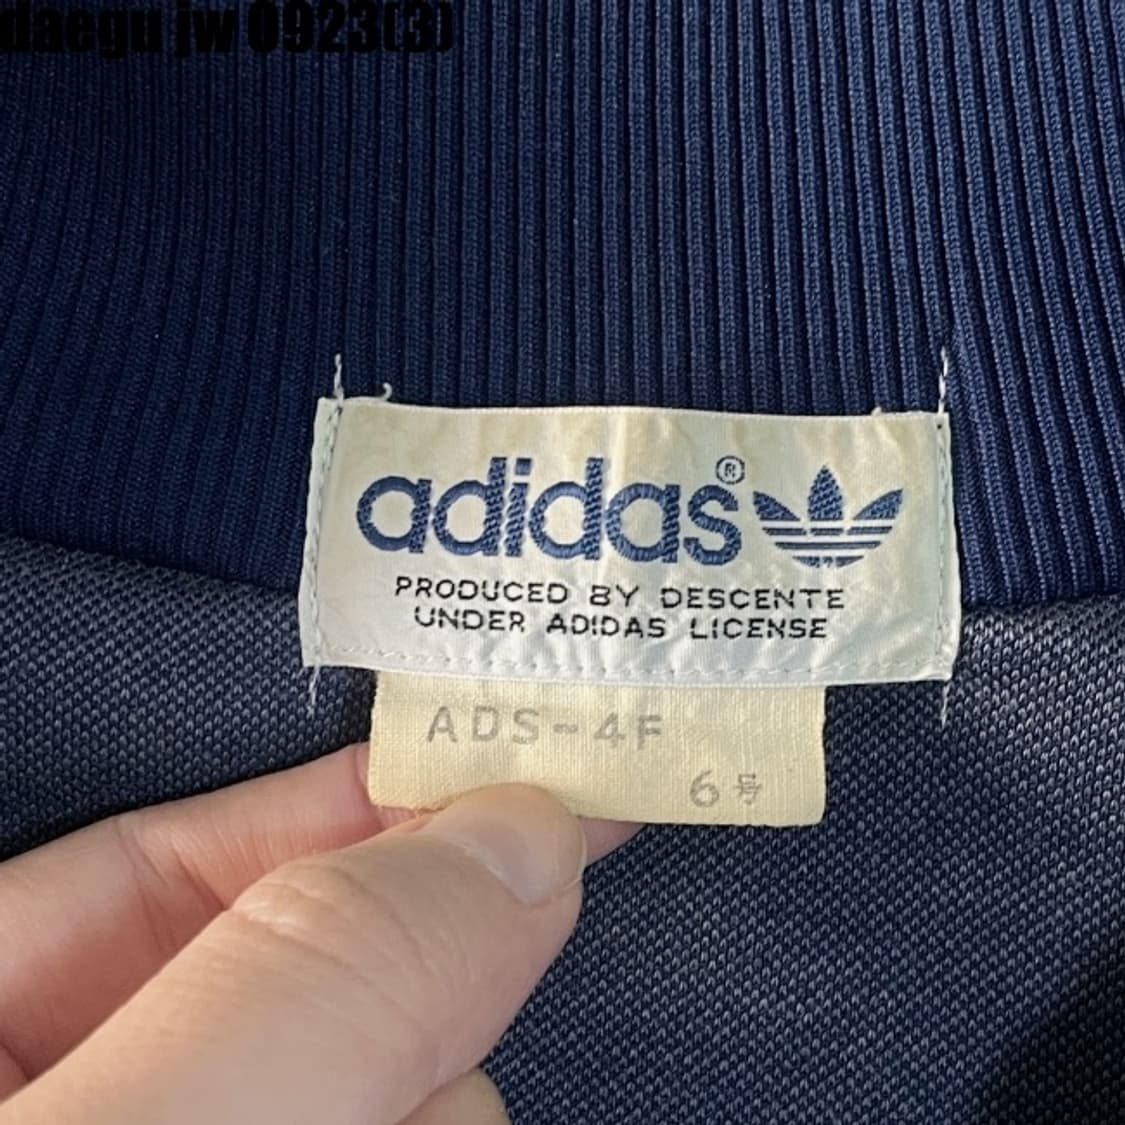 daegu jw 0923(3)
adidas®
PRODUCED BY DESCENTE
UNDER ADIDAS LICENSE
ADS-4F
6号